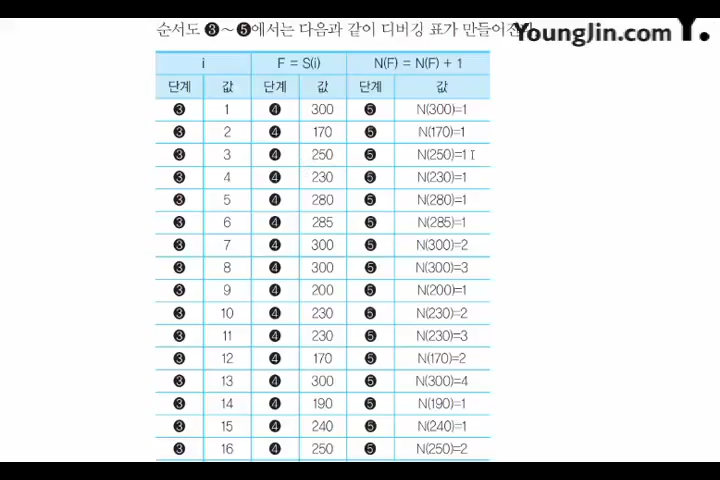 순서도 ❸~❺에서는 다음과 같이 디버깅 표가 만들어진다.
YoungJin.com Y.
i F = S(i) N(F) = N(F) + 1
단계 값 단계 값 단계 값
❸ 1 ❹ 300 ❺ N(300)=1
❸ 2 ❹ 170 ❺ N(170)=1
❸ 3 ❹ 250 ❺ N(250)=1
❸ 4 ❹ 230 ❺ N(230)=1
❸ 5 ❹ 280 ❺ N(280)=1
❸ 6 ❹ 285 ❺ N(285)=1
❸ 7 ❹ 300 ❺ N(300)=2
❸ 8 ❹ 300 ❺ N(300)=3
❸ 9 ❹ 200 ❺ N(200)=1
❸ 10 ❹ 230 ❺ N(230)=2
❸ 11 ❹ 230 ❺ N(230)=3
❸ 12 ❹ 170 ❺ N(170)=2
❸ 13 ❹ 300 ❺ N(300)=4
❸ 14 ❹ 190 ❺ N(190)=1
❸ 15 ❹ 240 ❺ N(240)=1
❸ 16 ❹ 250 ❺ N(250)=2